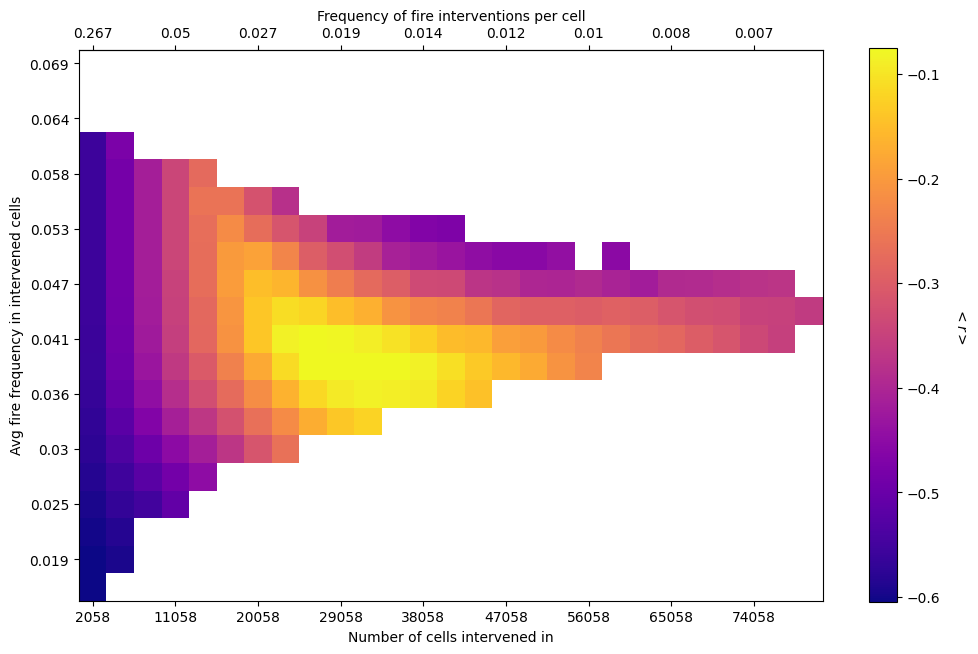 Frequency of fire interventions per cell
0.267 0.05 0.027 0.019 0.014 0.012 0.01 0.008 0.007
Avg fire frequency in intervened cells
0.069
0.064
0.058
0.053
0.047
0.041
0.036
0.03
0.025
0.019
2058 11058 20058 29058 38058 47058 56058 65058 74058
Number of cells intervened in
−0.1
−0.2
−0.3
−0.4
−0.5
−0.6
< r >